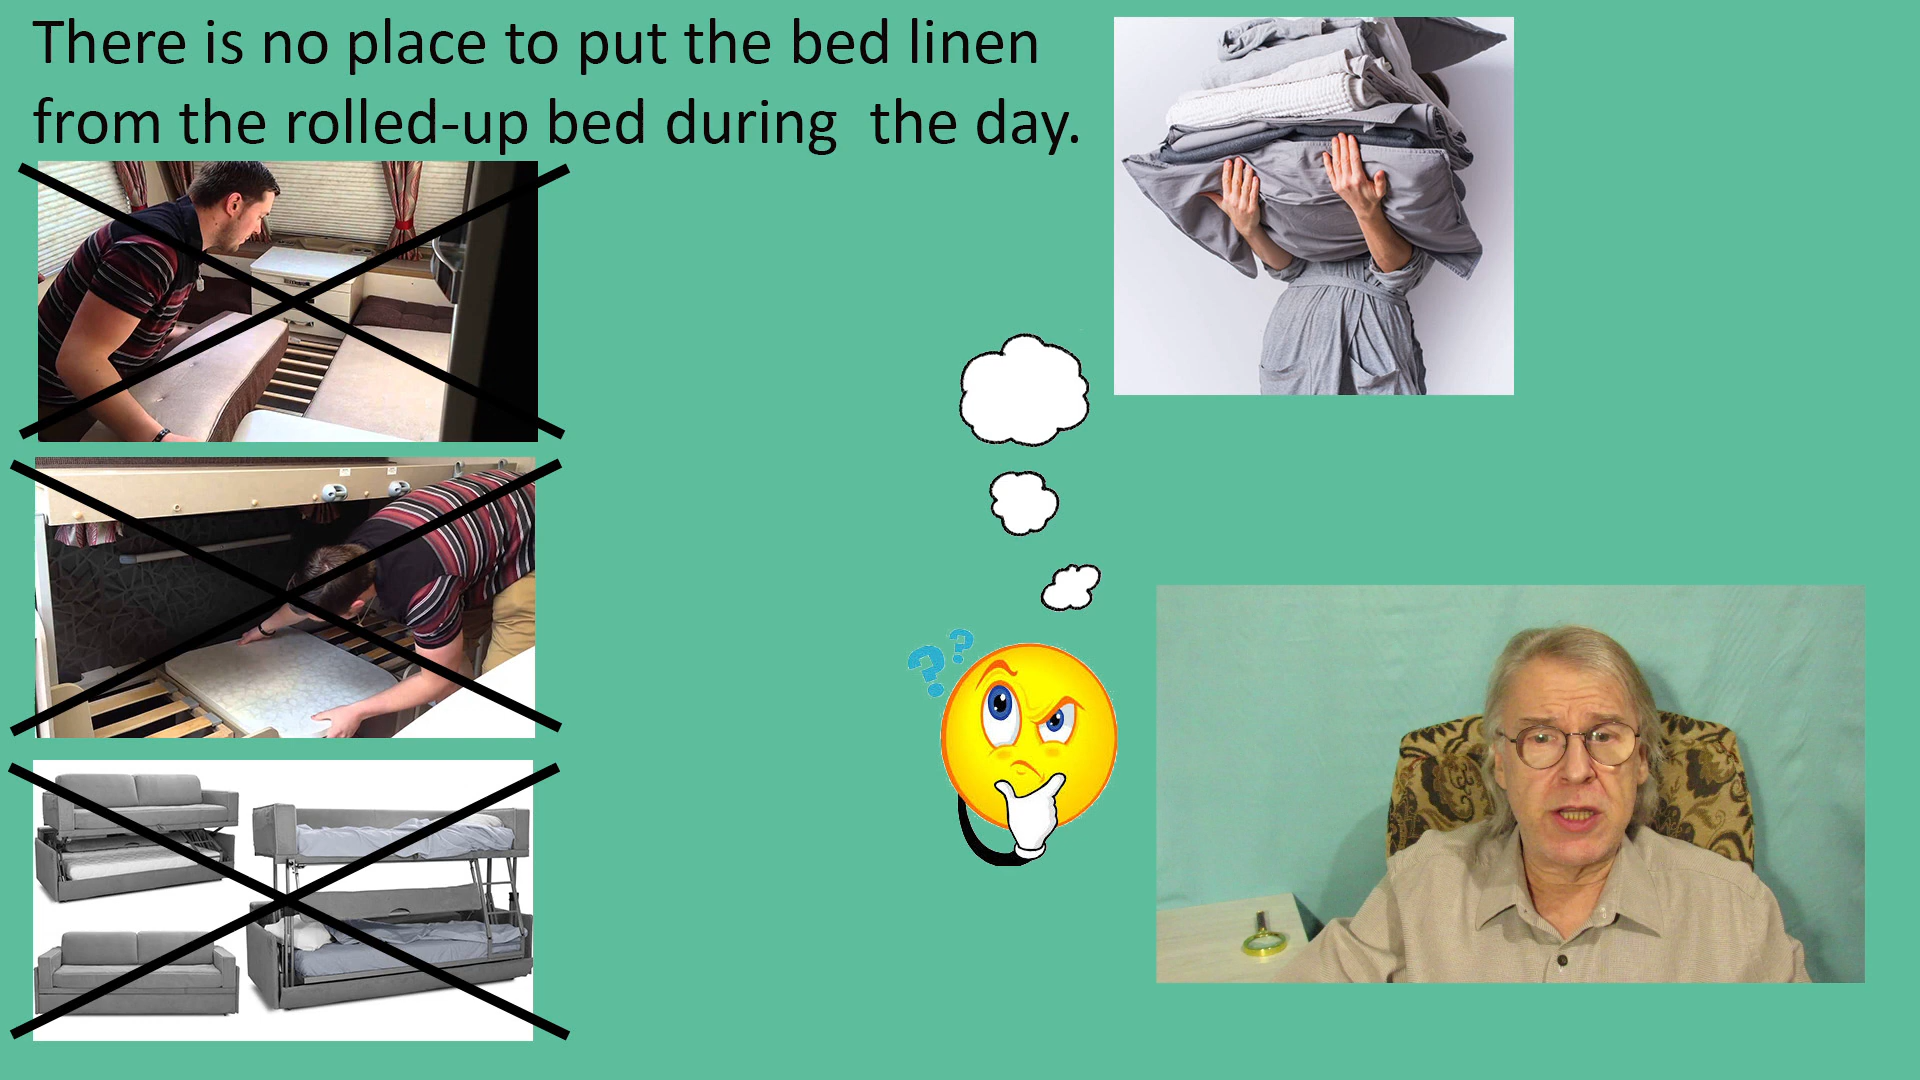 There is no place to put the bed linen
from the rolled-up bed during  the day.
? ?